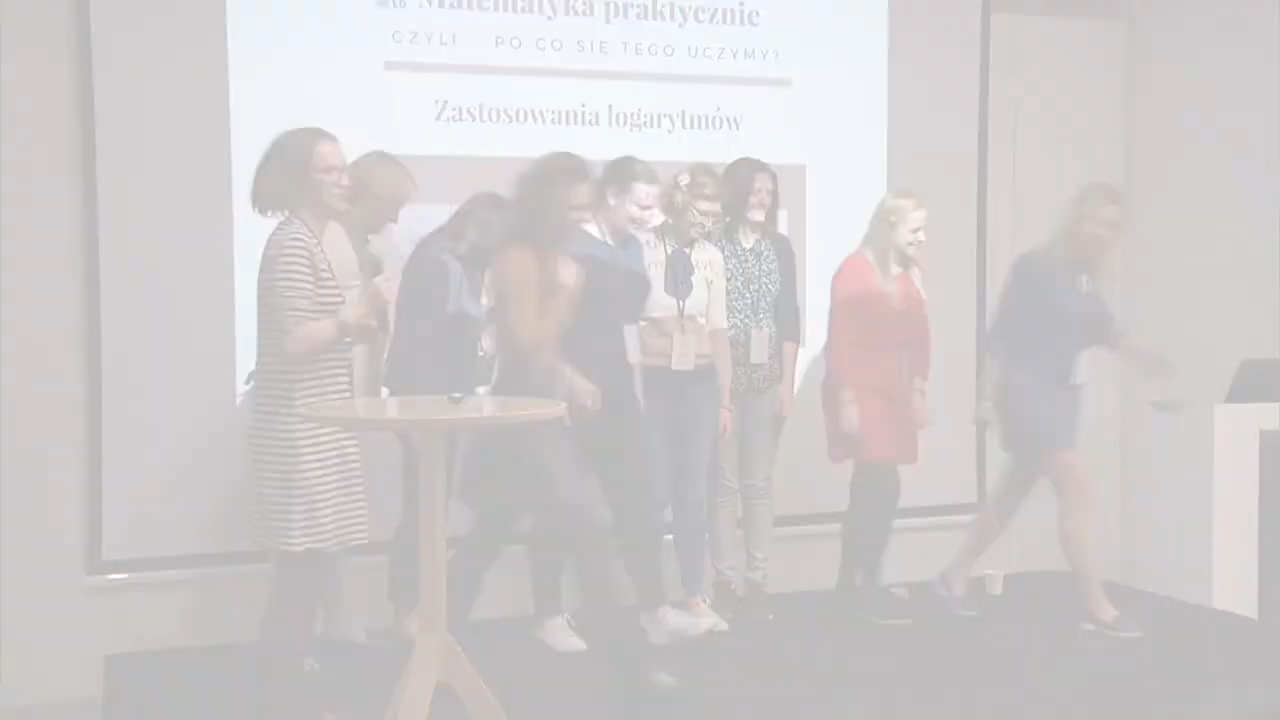 Matematyka praktycznie
CZYLI PO CO SIĘ TEGO UCZYMY?
Zastosowania logarytmów